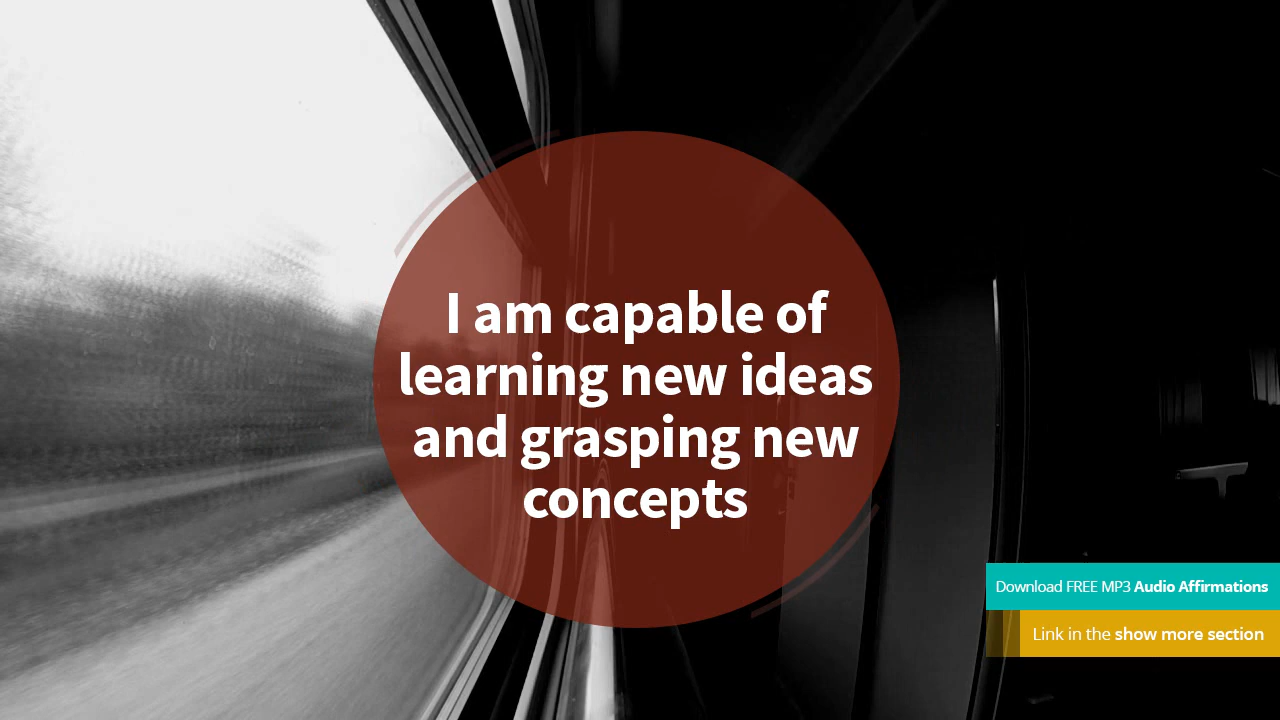 I am capable of
learning new ideas
and grasping new
concepts
Download FREE MP3 Audio Affirmations
Link in the show more section